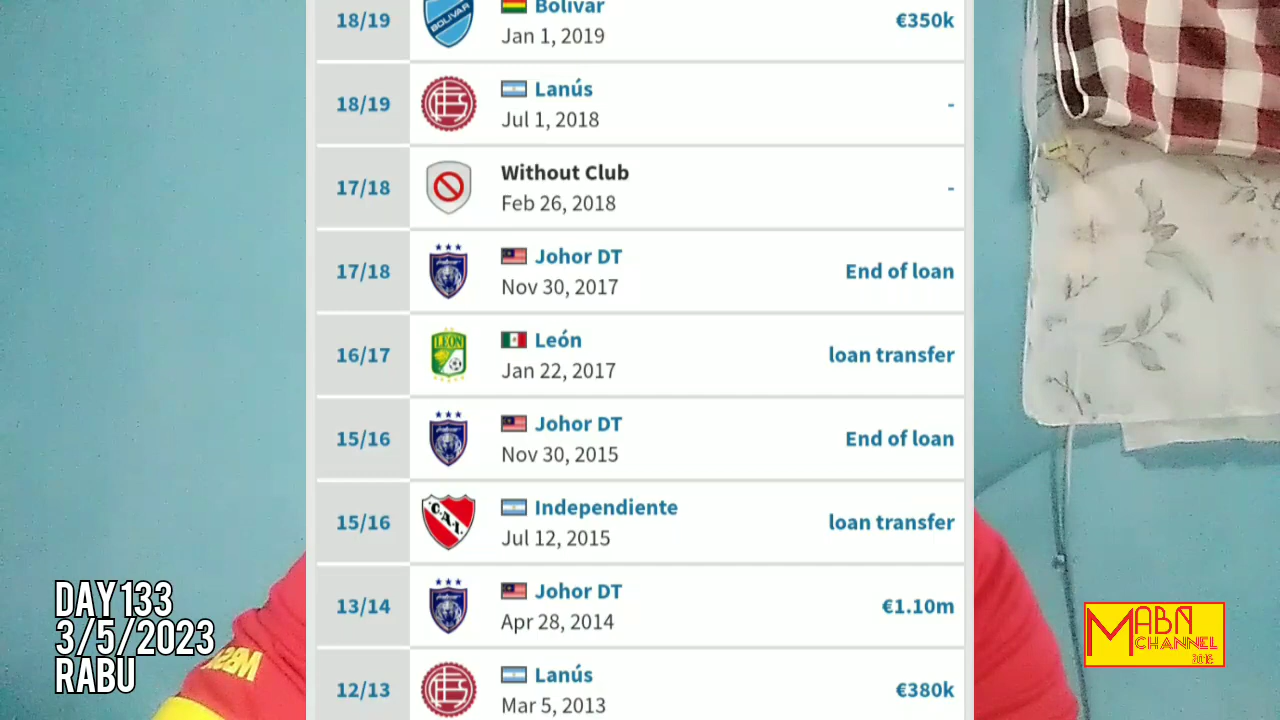 18/19
Bolívar
Jan 1, 2019
€350k
BOLIVAR
18/19
Lanús
Jul 1, 2018
-
17/18
Without Club
Feb 26, 2018
-
17/18
Johor DT
Nov 30, 2017
End of loan
16/17
León
Jan 22, 2017
loan transfer
LEON
15/16
Johor DT
Nov 30, 2015
End of loan
15/16
Independiente
Jul 12, 2015
loan transfer
C.A.I.
13/14
Johor DT
Apr 28, 2014
€1.10m
12/13
Lanús
Mar 5, 2013
€380k
DAY 133
3/5/2023
RABU
MABN
CHANNEL